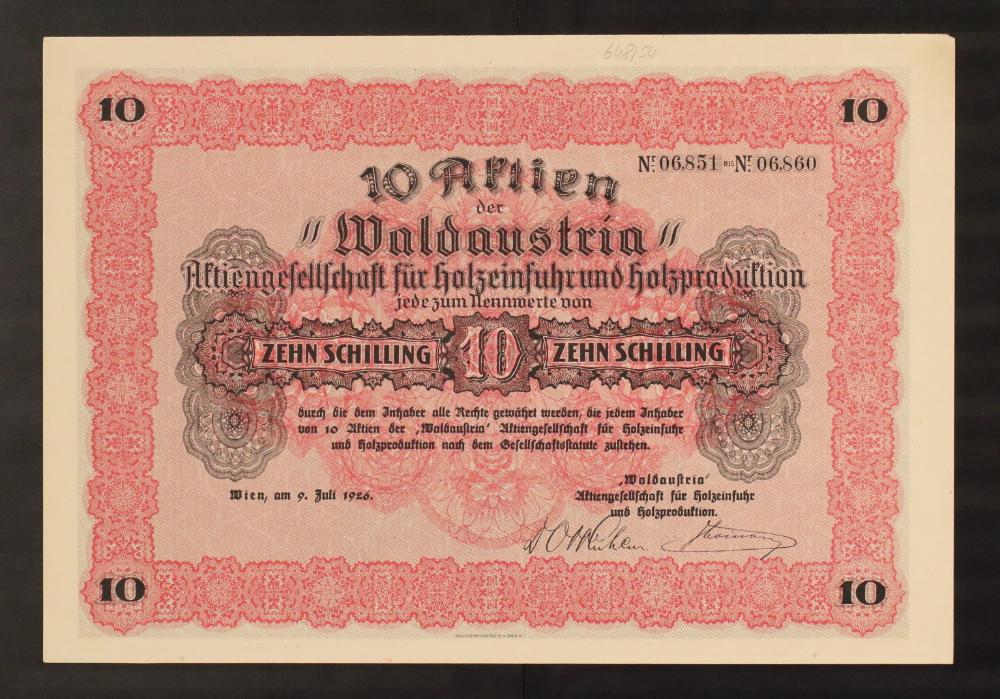 648/54
10 10
Nr. 06.851 BIS Nr. 06.860
10 Aktien
der
"Waldaustria"
Aktiengesellschaft für Holzeinfuhr und Holzproduktion
jede zum Nennwerte von
ZEHN SCHILLING 10 ZEHN SCHILLING
durch die dem Inhaber alle Rechte gewährt werden, die jedem Inhaber
von 10 Aktien der „Waldaustria" Aktiengesellschaft für Holzeinfuhr
und Holzproduktion nach dem Gesellschaftsstatute zustehen.
Wien, am 9. Juli 1926.
„Waldaustria"
Aktiengesellschaft für Holzeinfuhr
und Holzproduktion.
10 10